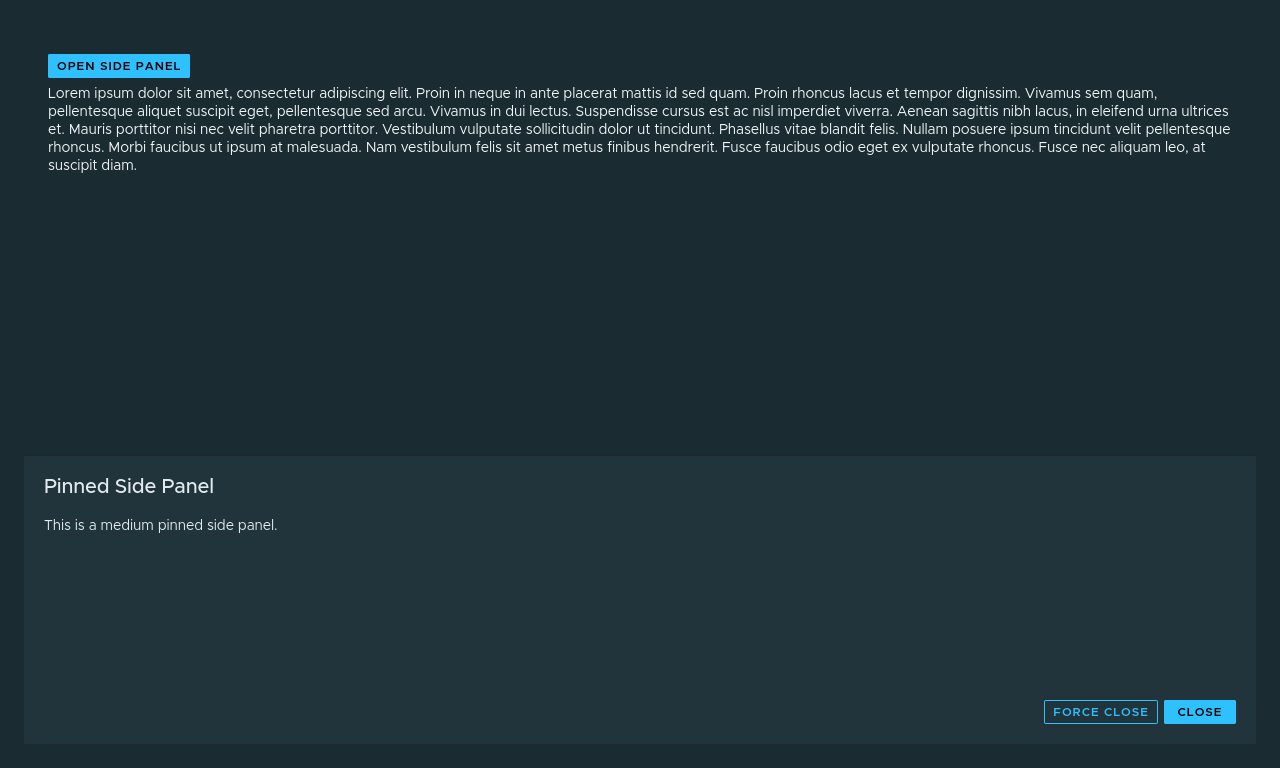 OPEN SIDE PANEL
Lorem ipsum dolor sit amet, consectetur adipiscing elit. Proin in neque in ante placerat mattis id sed quam. Proin rhoncus lacus et tempor dignissim. Vivamus sem quam,
pellentesque aliquet suscipit eget, pellentesque sed arcu. Vivamus in dui lectus. Suspendisse cursus est ac nisl imperdiet viverra. Aenean sagittis nibh lacus, in eleifend urna ultrices
et. Mauris porttitor nisi nec velit pharetra porttitor. Vestibulum vulputate sollicitudin dolor ut tincidunt. Phasellus vitae blandit felis. Nullam posuere ipsum tincidunt velit pellentesque
rhoncus. Morbi faucibus ut ipsum at malesuada. Nam vestibulum felis sit amet metus finibus hendrerit. Fusce faucibus odio eget ex vulputate rhoncus. Fusce nec aliquam leo, at
suscipit diam.
Pinned Side Panel
This is a medium pinned side panel.
FORCE CLOSE CLOSE